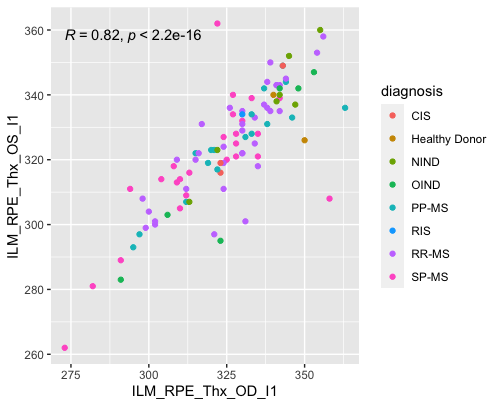 R = 0.82, p < 2.2e-16
ILM_RPE_Thx_OS_I1
360
340
320
300
280
260
275
300
325
350
ILM_RPE_Thx_OD_I1
diagnosis
CIS
Healthy Donor
NIND
OIND
PP-MS
RIS
RR-MS
SP-MS